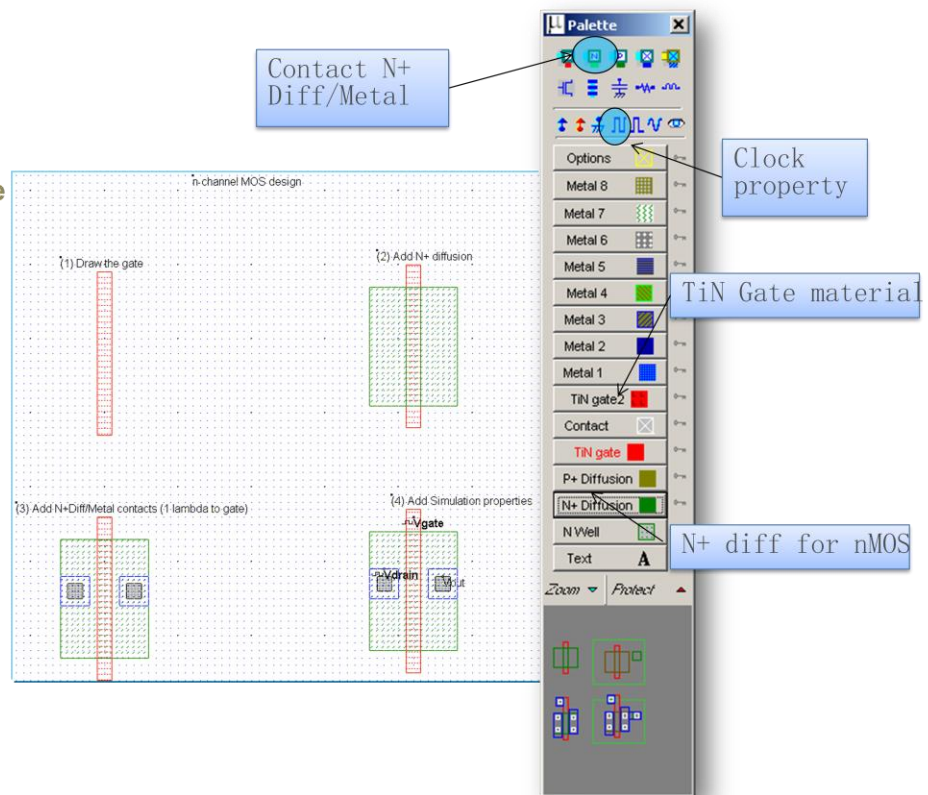 Palette
Contact N+
Diff/Metal
Clock
property
e
n-channel MOS design
(1) Draw the gate
(2) Add N+ diffusion
(3) Add N+Diff/Metal contacts (1 lambda to gate)
(4) Add Simulation properties
Vgate
Vdrain
Vout
Options
Metal 8
Metal 7
Metal 6
Metal 5
Metal 4
Metal 3
Metal 2
Metal 1
TiN gate2
Contact
TiN gate
P+ Diffusion
N+ Diffusion
N Well
Text A
Zoom
Protect
TiN Gate material
N+ diff for nMOS